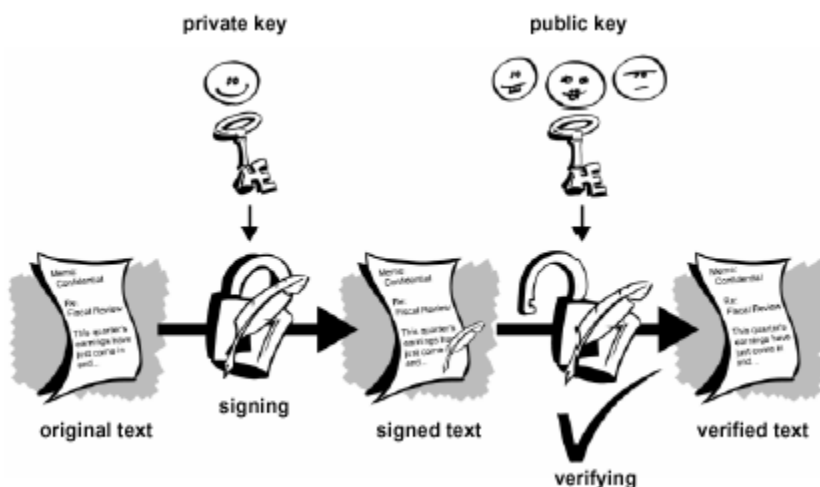 private key
public key
Memo:
Confidential
Re:
Fiscal Review
This quarter's
earnings have
just come in
and...
Memo:
Confidential
Re:
Fiscal Review
This quarter's
earnings have
just come in
and...
Memo:
Confidential
Re:
Fiscal Review
This quarter's
earnings have
just come in
and...
signing
original text
signed text
verified text
verifying